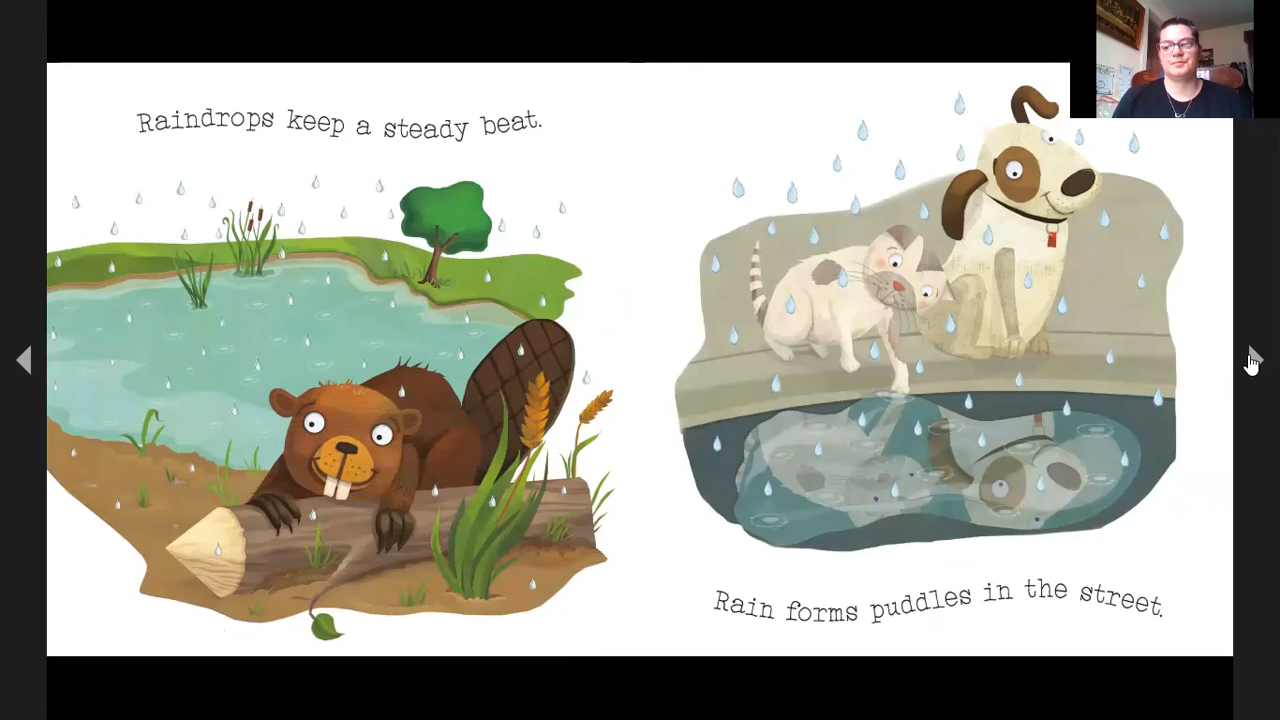 Raindrops keep a steady beat.
Rain forms puddles in the street.